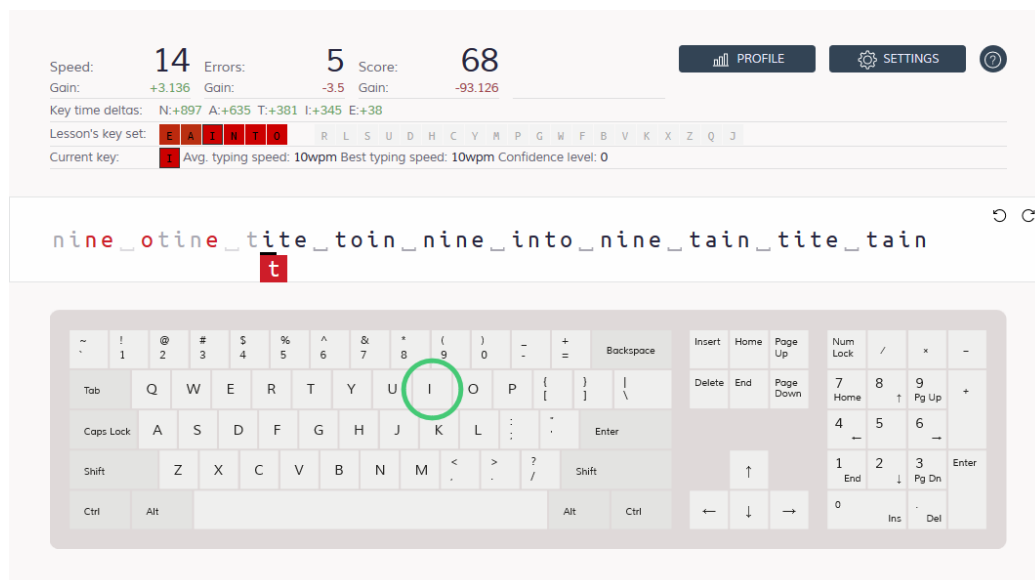 Speed: 14 Errors: 5 Score: 68 PROFILE SETTINGS ?
Gain: +3.136 Gain: -3.5 Gain: -93.126
Key time deltas: N:+897 A:+635 T:+381 I:+345 E:+38
Lesson's key set: E A I N T O R L S U D H C Y M P G W F B V K X Z Q J
Current key: I Avg. typing speed: 10wpm Best typing speed: 10wpm Confidence level: 0
nine␣otine␣tite␣toin␣nine␣into␣nine␣tain␣tite␣tain
t
~ ! @ # $ % ^ & * ( ) _ +
` 1 2 3 4 5 6 7 8 9 0 - = Backspace Insert Home Page Up Num Lock / * -
Tab Q W E R T Y U I O P { [ } ] | \ Delete End Page Down 7 Home 8 ↑ 9 Pg Up +
Caps Lock A S D F G H J K L : ; " ' Enter 4 ← 5 6 →
Shift Z X C V B N M < , > . ? / Shift ↑ 1 End 2 ↓ 3 Pg Dn Enter
Ctrl Alt Alt Ctrl ← ↓ → 0 Ins . Del